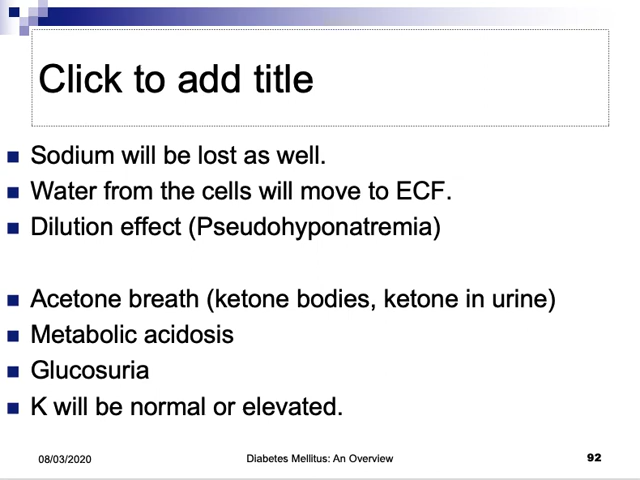 Click to add title
Sodium will be lost as well.
Water from the cells will move to ECF.
Dilution effect (Pseudohyponatremia)
Acetone breath (ketone bodies, ketone in urine)
Metabolic acidosis
Glucosuria
K will be normal or elevated.
08/03/2020 Diabetes Mellitus: An Overview 92